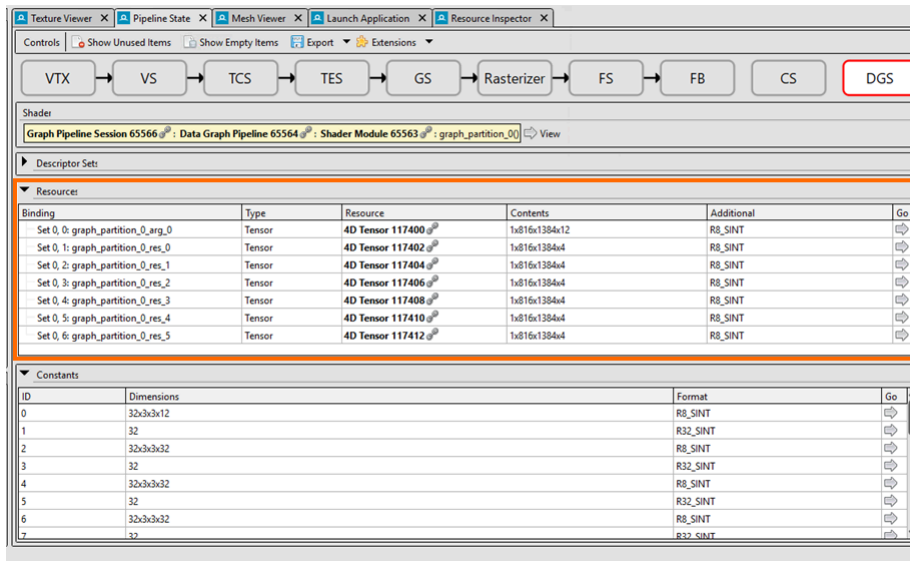 Texture Viewer X Pipeline State X Mesh Viewer X Launch Application X Resource Inspector X
Controls Show Unused Items Show Empty Items Export Extensions
VTX VS TCS TES GS Rasterizer FS FB CS DGS
Shader
Graph Pipeline Session 65566 : Data Graph Pipeline 65564 : Shader Module 65563 : graph_partition_0() View
Descriptor Sets
Resources
Binding Type Resource Contents Additional Go
Set 0, 0: graph_partition_0_arg_0 Tensor 4D Tensor 117400 1x816x1384x12 R8_SINT
Set 0, 1: graph_partition_0_res_0 Tensor 4D Tensor 117402 1x816x1384x4 R8_SINT
Set 0, 2: graph_partition_0_res_1 Tensor 4D Tensor 117404 1x816x1384x4 R8_SINT
Set 0, 3: graph_partition_0_res_2 Tensor 4D Tensor 117406 1x816x1384x4 R8_SINT
Set 0, 4: graph_partition_0_res_3 Tensor 4D Tensor 117408 1x816x1384x4 R8_SINT
Set 0, 5: graph_partition_0_res_4 Tensor 4D Tensor 117410 1x816x1384x4 R8_SINT
Set 0, 6: graph_partition_0_res_5 Tensor 4D Tensor 117412 1x816x1384x4 R8_SINT
Constants
ID Dimensions Format Go
0 32x3x3x12 R8_SINT
1 32 R32_SINT
2 32x3x3x32 R8_SINT
3 32 R32_SINT
4 32x3x3x32 R8_SINT
5 32 R32_SINT
6 32x3x3x32 R8_SINT
7 32 R32_SINT